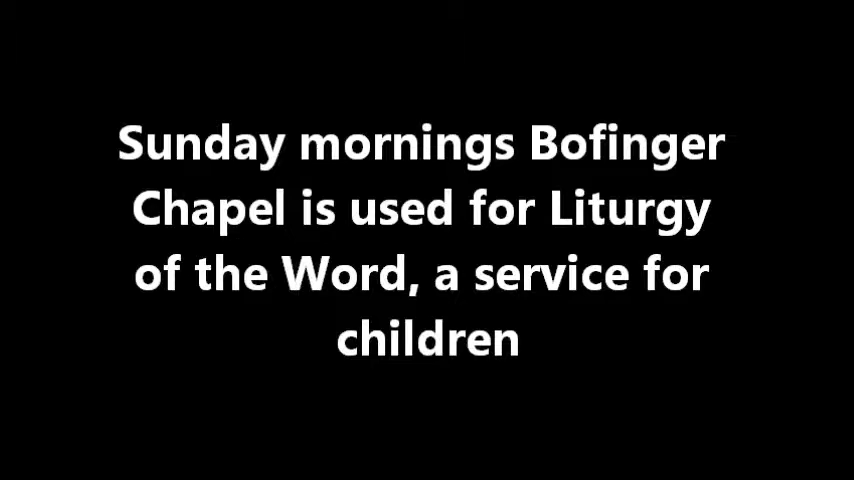 Sunday mornings Bofinger
Chapel is used for Liturgy
of the Word, a service for
children